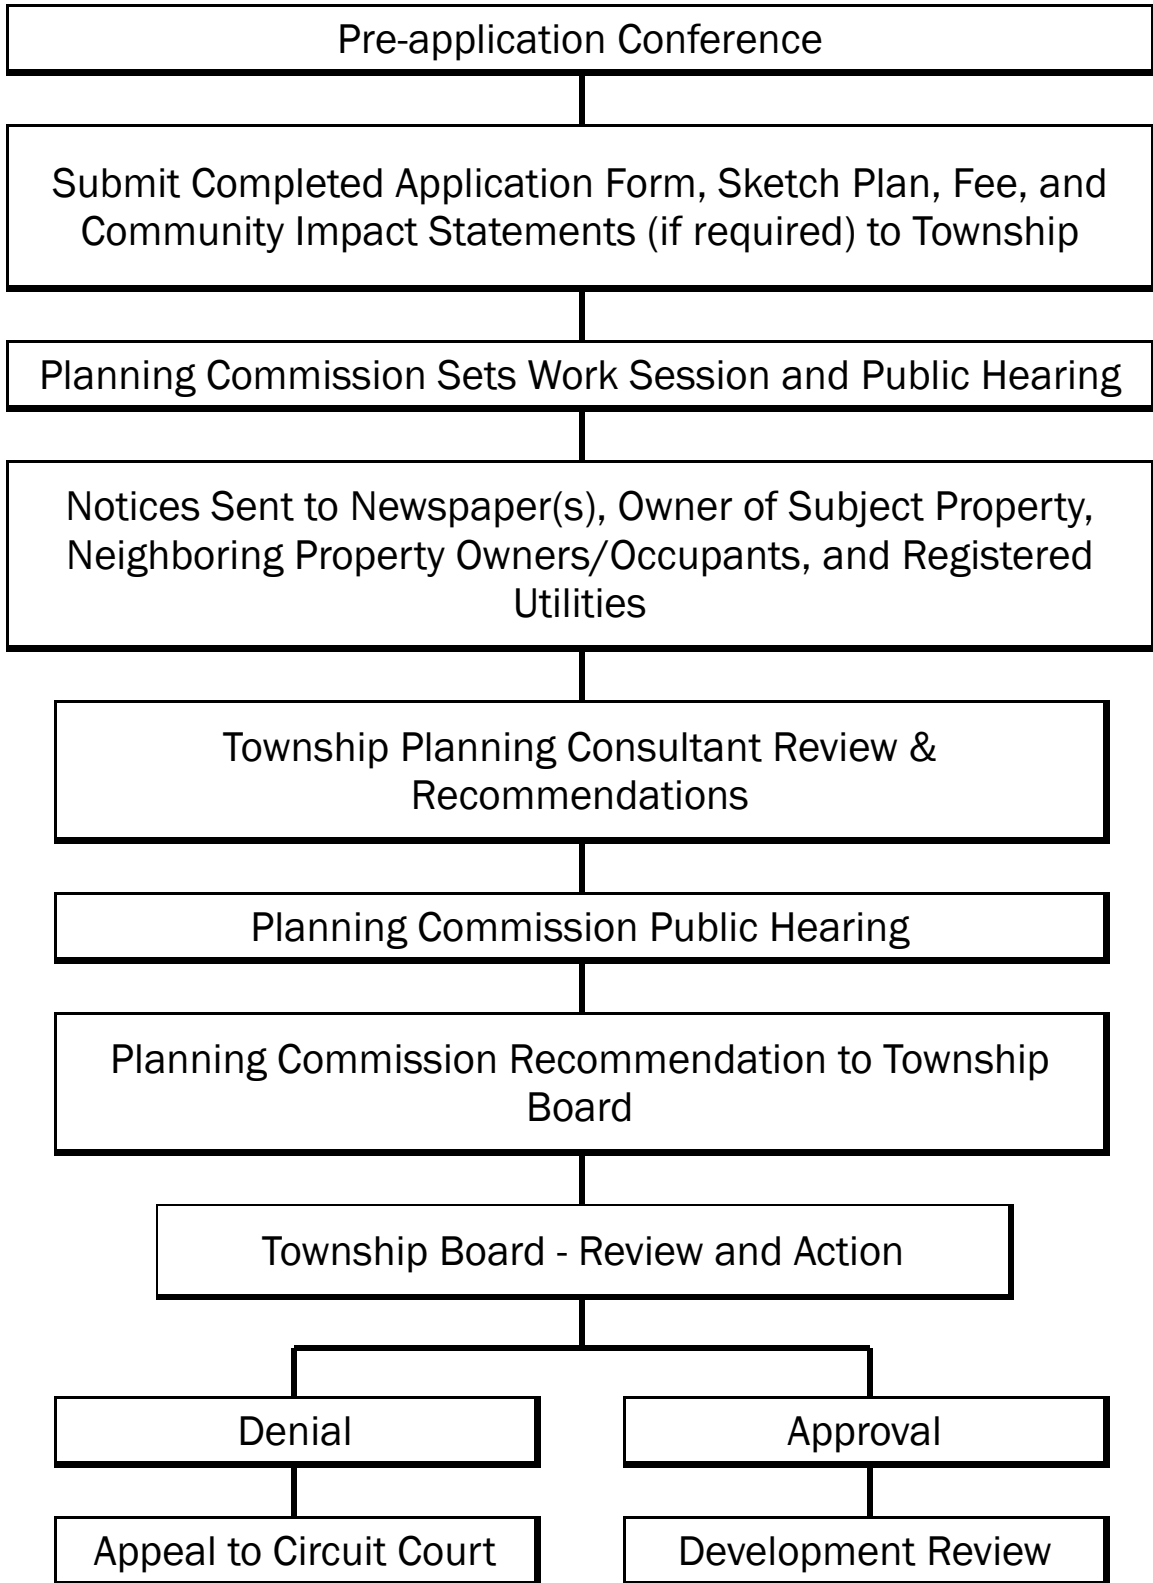 Pre-application Conference
Submit Completed Application Form, Sketch Plan, Fee, and
Community Impact Statements (if required) to Township
Planning Commission Sets Work Session and Public Hearing
Notices Sent to Newspaper(s), Owner of Subject Property,
Neighboring Property Owners/Occupants, and Registered
Utilities
Township Planning Consultant Review &
Recommendations
Planning Commission Public Hearing
Planning Commission Recommendation to Township
Board
Township Board - Review and Action
Denial
Approval
Appeal to Circuit Court
Development Review